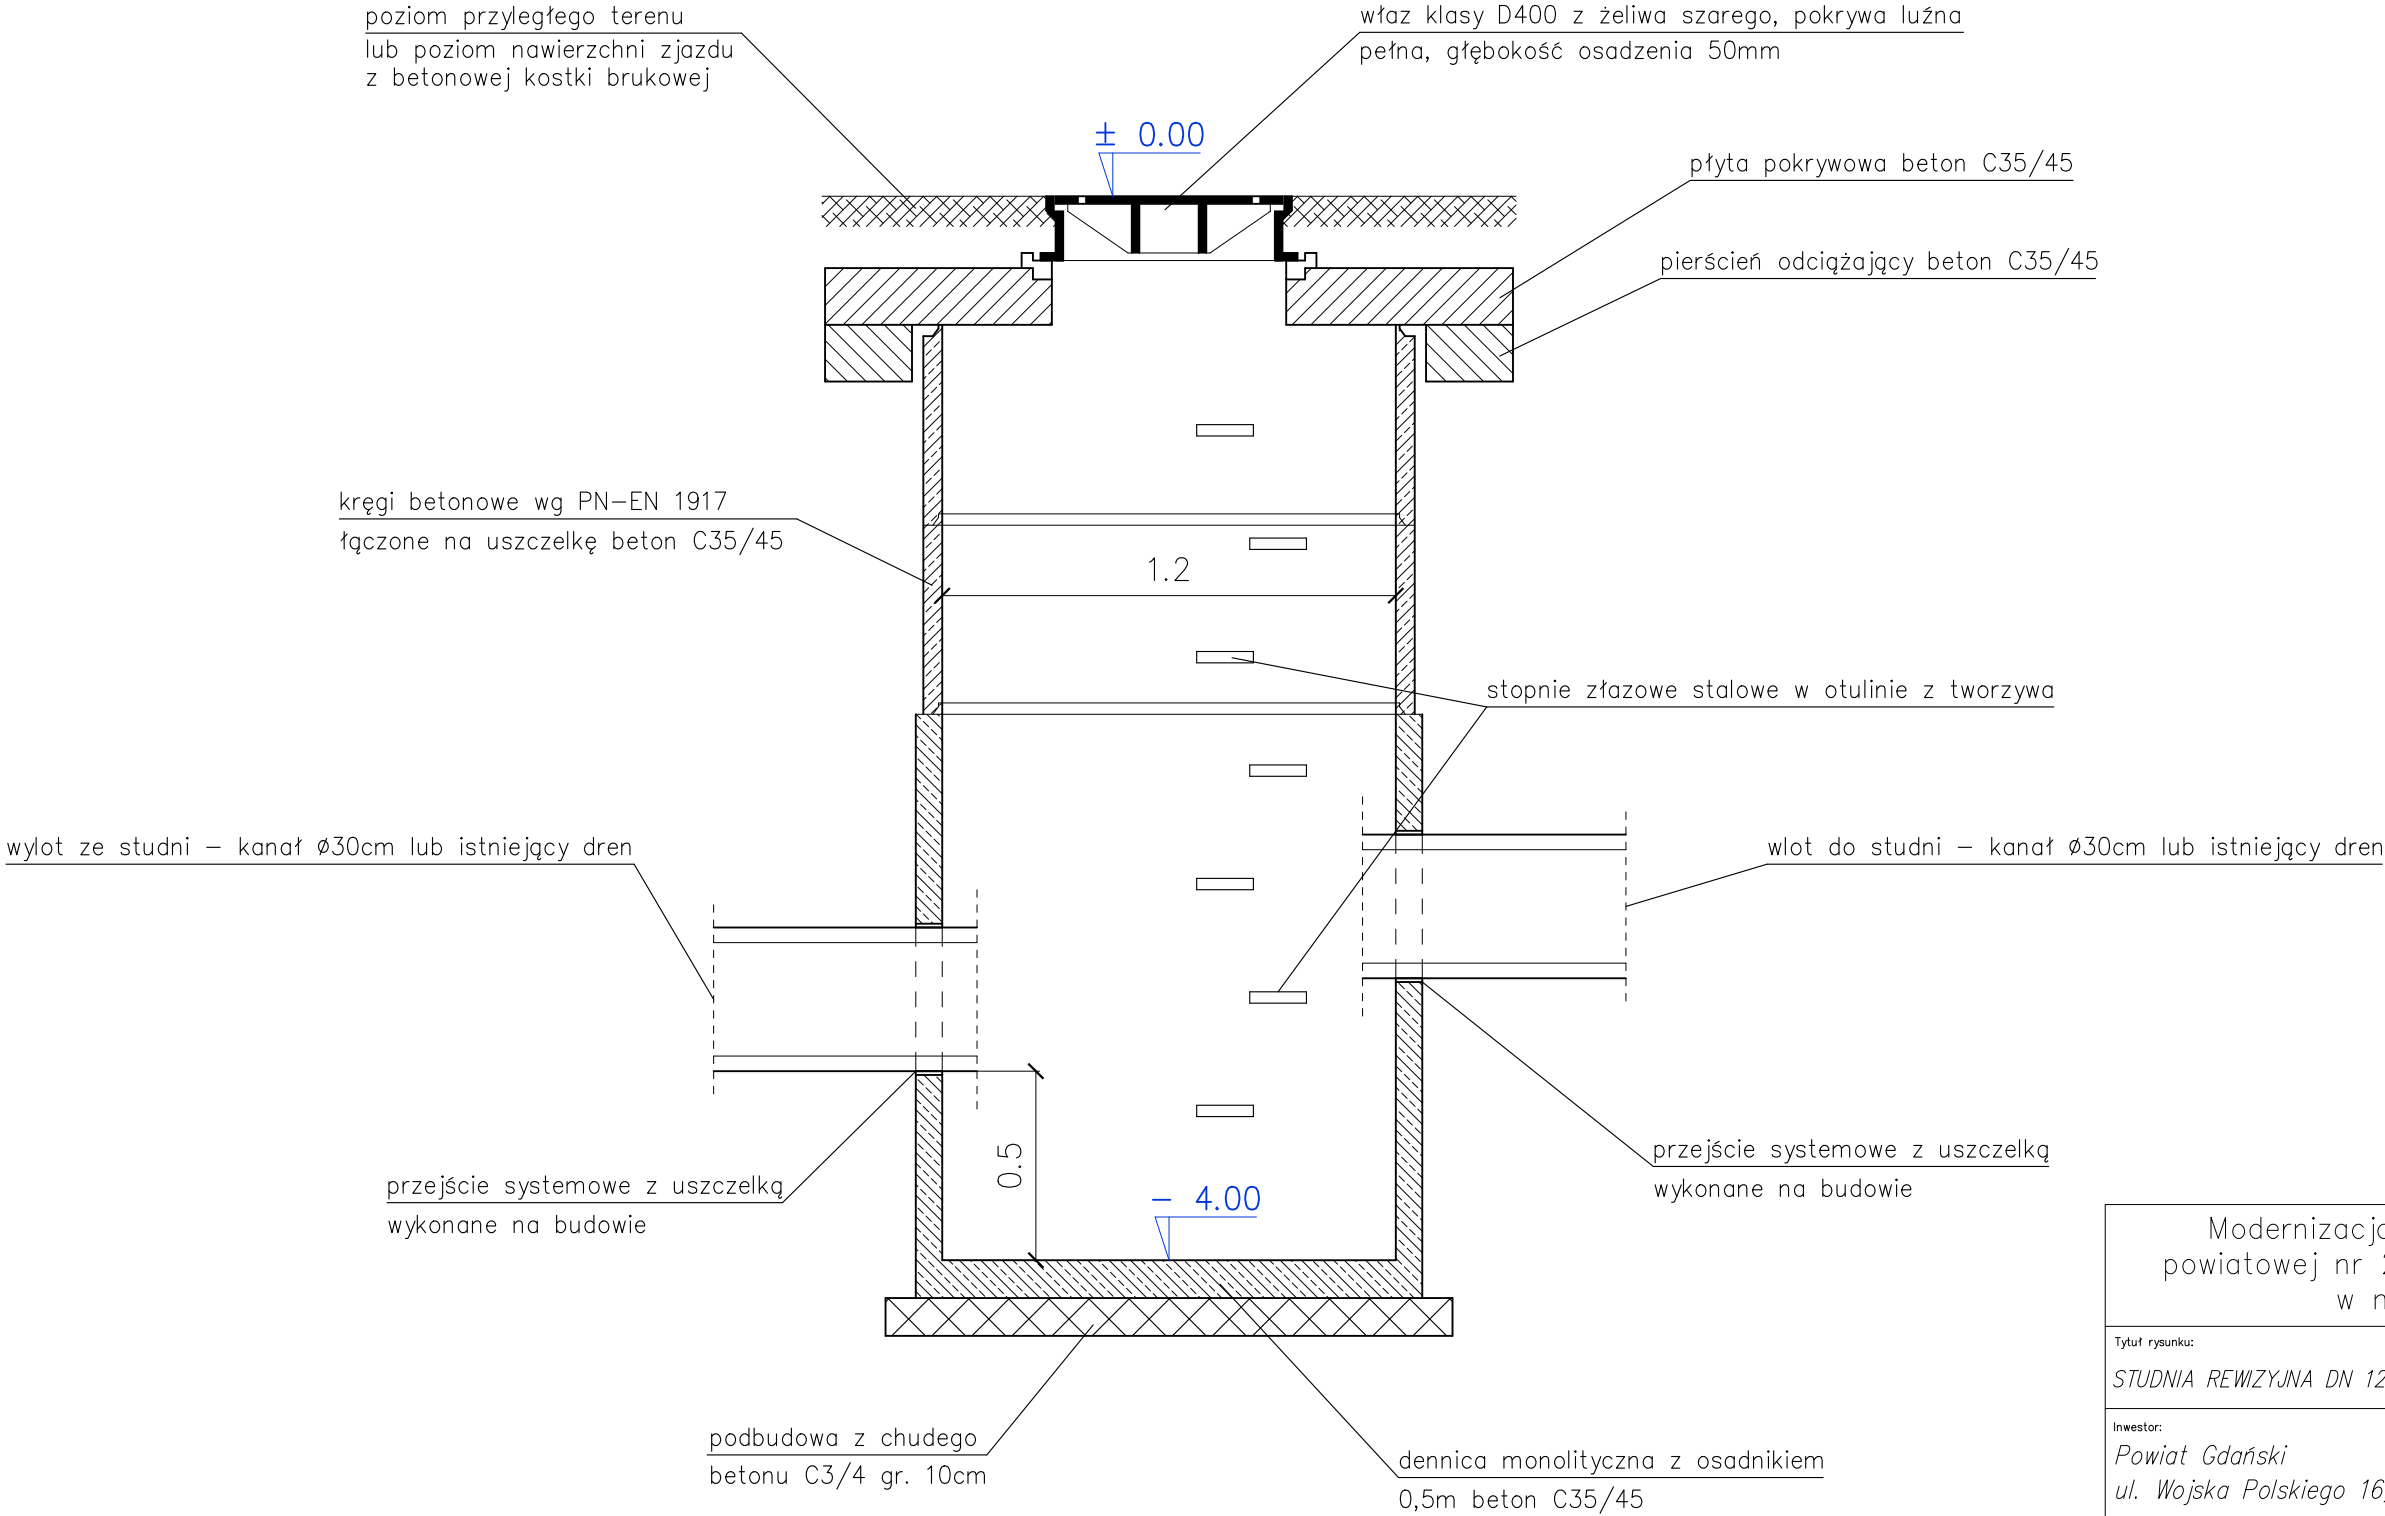 poziom przyległego terenu
lub poziom nawierzchni zjazdu
z betonowej kostki brukowej
właz klasy D400 z żeliwa szarego, pokrywa luźna
pełna, głębokość osadzenia 50mm
± 0.00
płyta pokrywowa beton C35/45
pierścień odciążający beton C35/45
kręgi betonowe wg PN-EN 1917
łączone na uszczelkę beton C35/45
1.2
stopnie złazowe stalowe w otulinie z tworzywa
wylot ze studni – kanał Ø30cm lub istniejący dren
wlot do studni – kanał Ø30cm lub istniejący dren
0.5
przejście systemowe z uszczelką
wykonane na budowie
przejście systemowe z uszczelką
wykonane na budowie
– 4.00
podbudowa z chudego
betonu C3/4 gr. 10cm
dennica monolityczna z osadnikiem
0,5m beton C35/45
Modernizacja
powiatowej nr 2
w
Tytuł rysunku:
STUDNIA REWIZYJNA DN 12
Inwestor:
Powiat Gdański
ul. Wojska Polskiego 16,